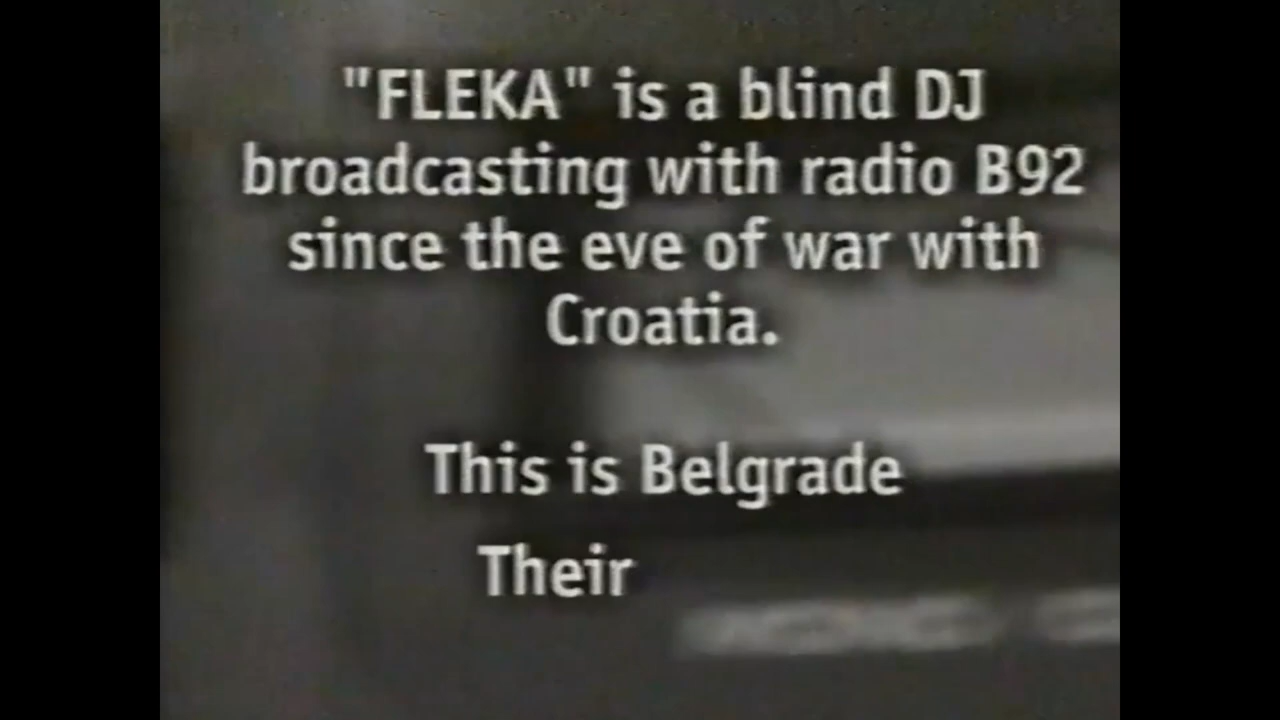 "FLEKA" is a blind DJ
broadcasting with radio B92
since the eve of war with
Croatia.
This is Belgrade
Their